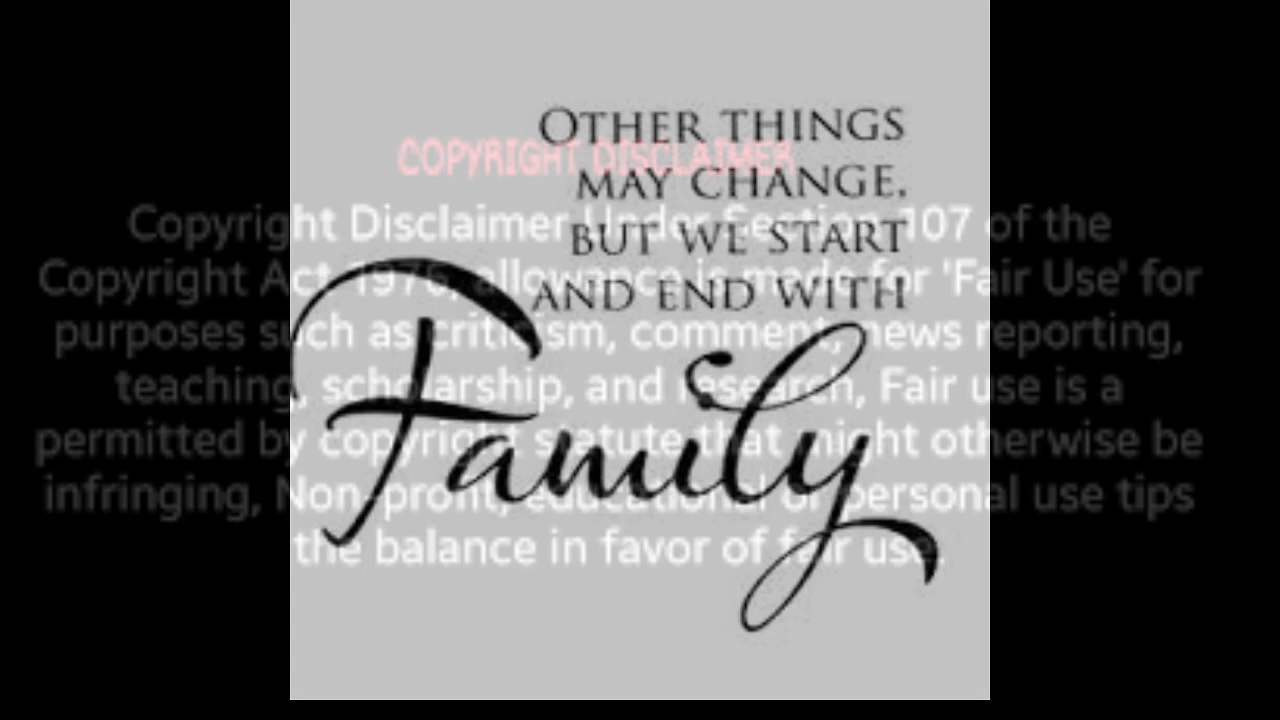 OTHER THINGS
MAY CHANGE,
BUT WE START
AND END WITH
Family
COPYRIGHT DISCLAIMER
Copyright Disclaimer Under Section 107 of the
Copyright Act 1976, allowance is made for 'Fair Use' for
purposes such as criticism, comment, news reporting,
teaching, scholarship, and research, Fair use is a
permitted by copyright statute that might otherwise be
infringing, Non-profit, educational or personal use tips
the balance in favor of fair use.